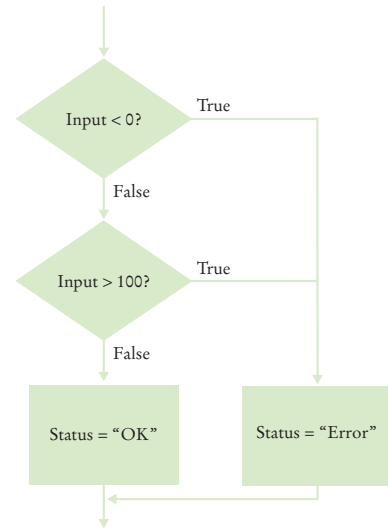 Input < 0?
True
False
Input > 100?
True
False
Status = “OK”
Status = “Error”